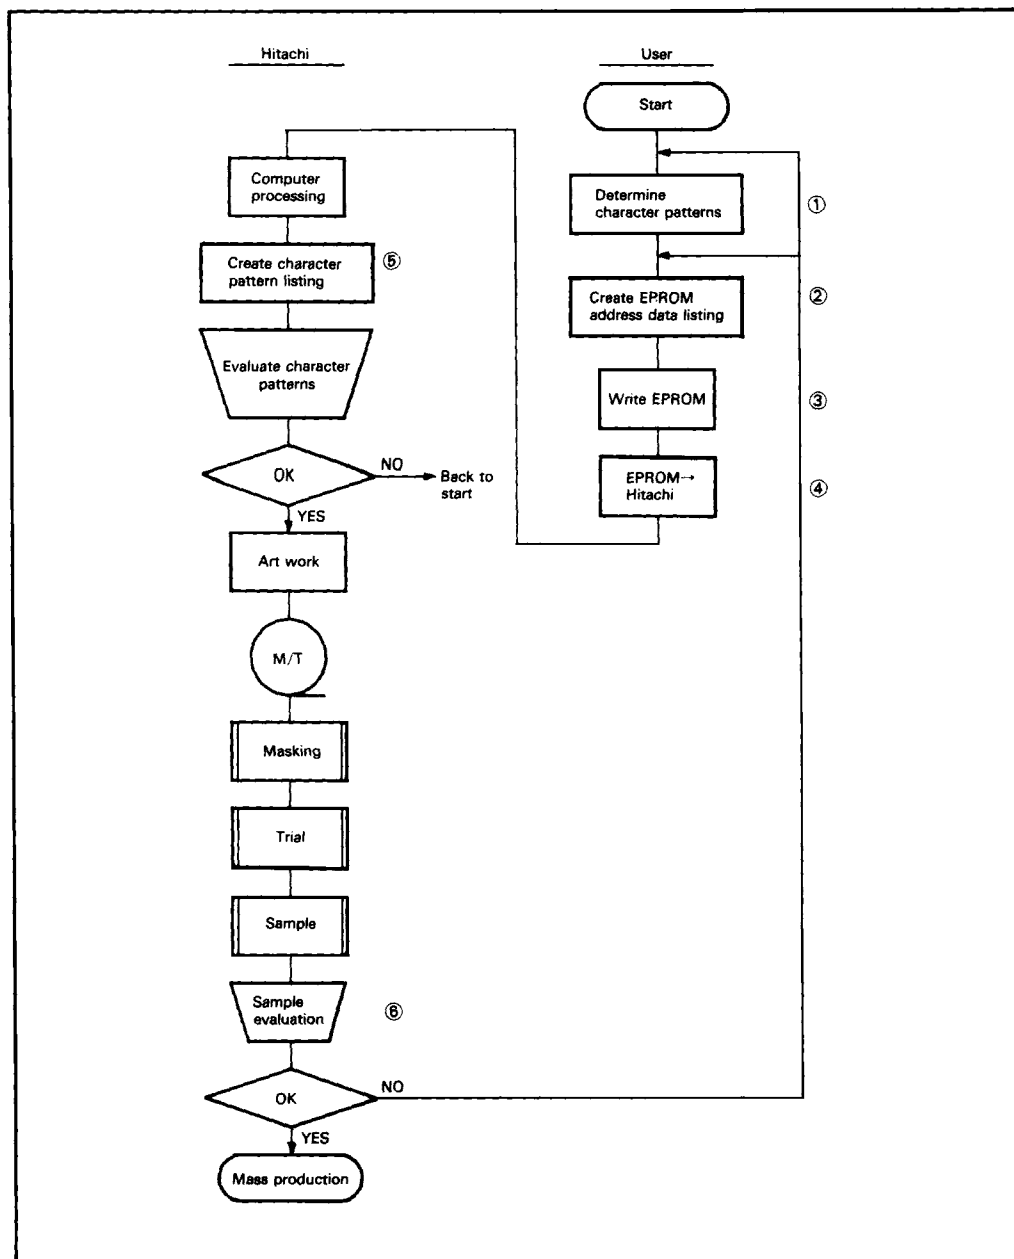 Hitachi
User
Start
Computer
processing
Determine
character patterns
①
Create character
pattern listing
⑤
Create EPROM
address data listing
②
Evaluate character
patterns
Write EPROM
③
OK
NO
Back to
start
EPROM→
Hitachi
④
YES
Art work
M/T
Masking
Trial
Sample
Sample
evaluation
⑥
OK
NO
YES
Mass production